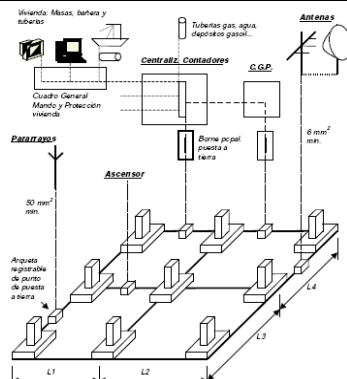 Vivienda: Masas, bañera y
tuberías
Antenas
Tuberías gas, agua,
depósitos gasoil...
Centraliz. Contadores
C.G.P.
Cuadro General
Mando y Protección
vivienda
Borne ppal.
puesta a
tierra
6 mm²
min.
Pararrayos
Ascensor
50 mm²
min.
Arqueta
registrable
de punto
de puesta
a tierra
L4
L3
L1
L2